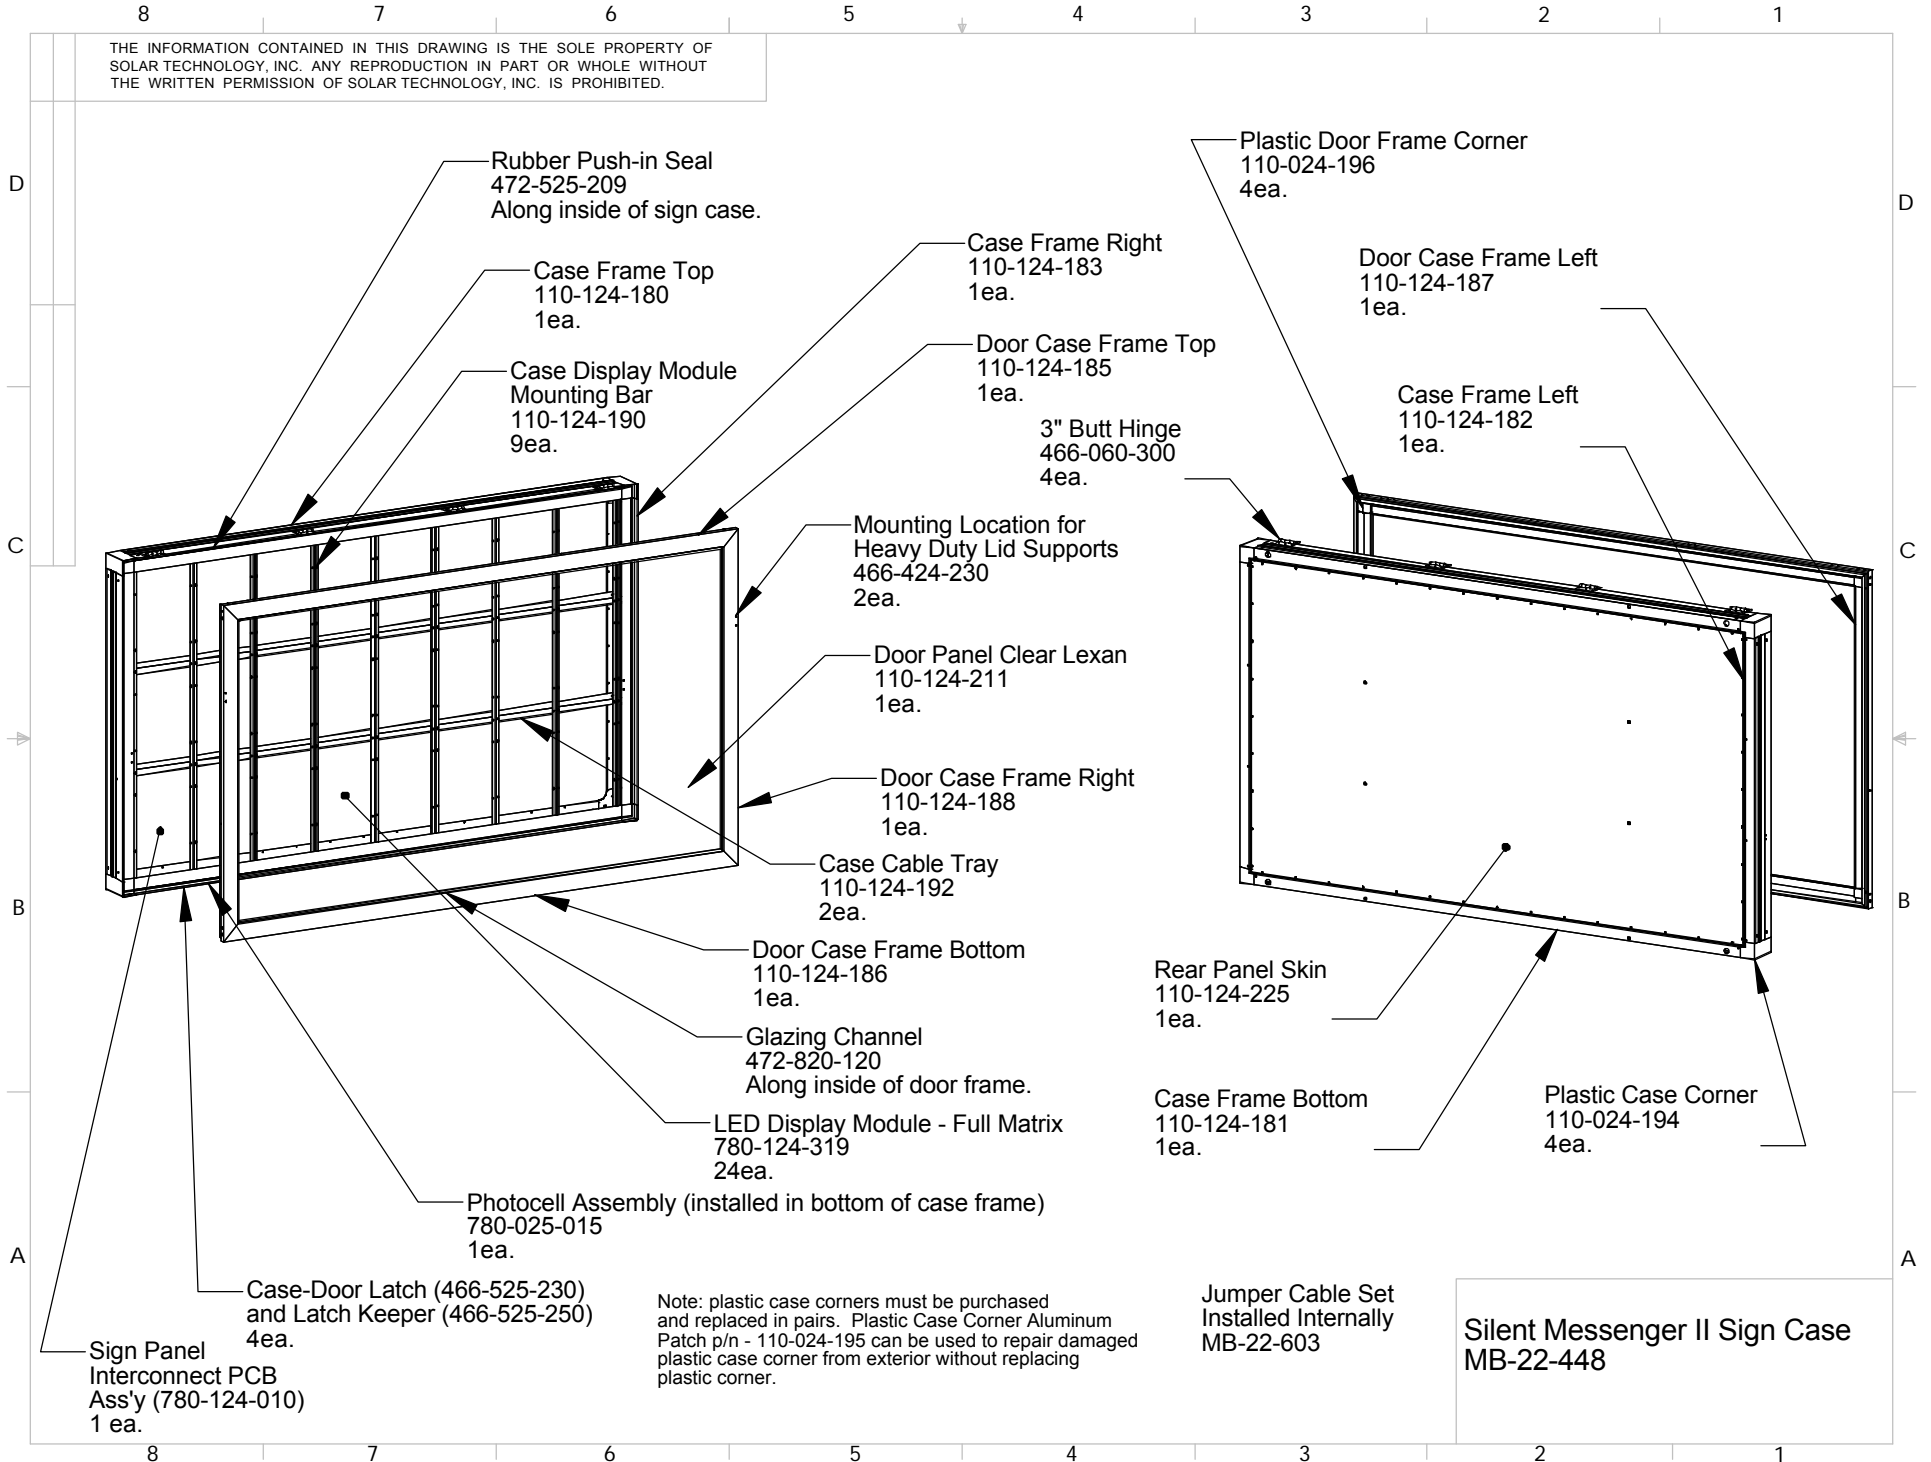 8 7 6 5 4 3 2 1
THE INFORMATION CONTAINED IN THIS DRAWING IS THE SOLE PROPERTY OF
SOLAR TECHNOLOGY, INC. ANY REPRODUCTION IN PART OR WHOLE WITHOUT
THE WRITTEN PERMISSION OF SOLAR TECHNOLOGY, INC. IS PROHIBITED.
D
C
B
A
Rubber Push-in Seal
472-525-209
Along inside of sign case.
Case Frame Top
110-124-180
1ea.
Case Display Module
Mounting Bar
110-124-190
9ea.
Case Frame Right
110-124-183
1ea.
Door Case Frame Top
110-124-185
1ea.
3" Butt Hinge
466-060-300
4ea.
Mounting Location for
Heavy Duty Lid Supports
466-424-230
2ea.
Door Panel Clear Lexan
110-124-211
1ea.
Door Case Frame Right
110-124-188
1ea.
Case Cable Tray
110-124-192
2ea.
Door Case Frame Bottom
110-124-186
1ea.
Glazing Channel
472-820-120
Along inside of door frame.
LED Display Module - Full Matrix
780-124-319
24ea.
Photocell Assembly (installed in bottom of case frame)
780-025-015
1ea.
Case-Door Latch (466-525-230)
and Latch Keeper (466-525-250)
4ea.
Sign Panel
Interconnect PCB
Ass'y (780-124-010)
1 ea.
Plastic Door Frame Corner
110-024-196
4ea.
Door Case Frame Left
110-124-187
1ea.
Case Frame Left
110-124-182
1ea.
Rear Panel Skin
110-124-225
1ea.
Case Frame Bottom
110-124-181
1ea.
Plastic Case Corner
110-024-194
4ea.
Note: plastic case corners must be purchased
and replaced in pairs. Plastic Case Corner Aluminum
Patch p/n - 110-024-195 can be used to repair damaged
plastic case corner from exterior without replacing
plastic corner.
Jumper Cable Set
Installed Internally
MB-22-603
Silent Messenger II Sign Case
MB-22-448
D
C
B
A
8 7 6 5 4 3 2 1